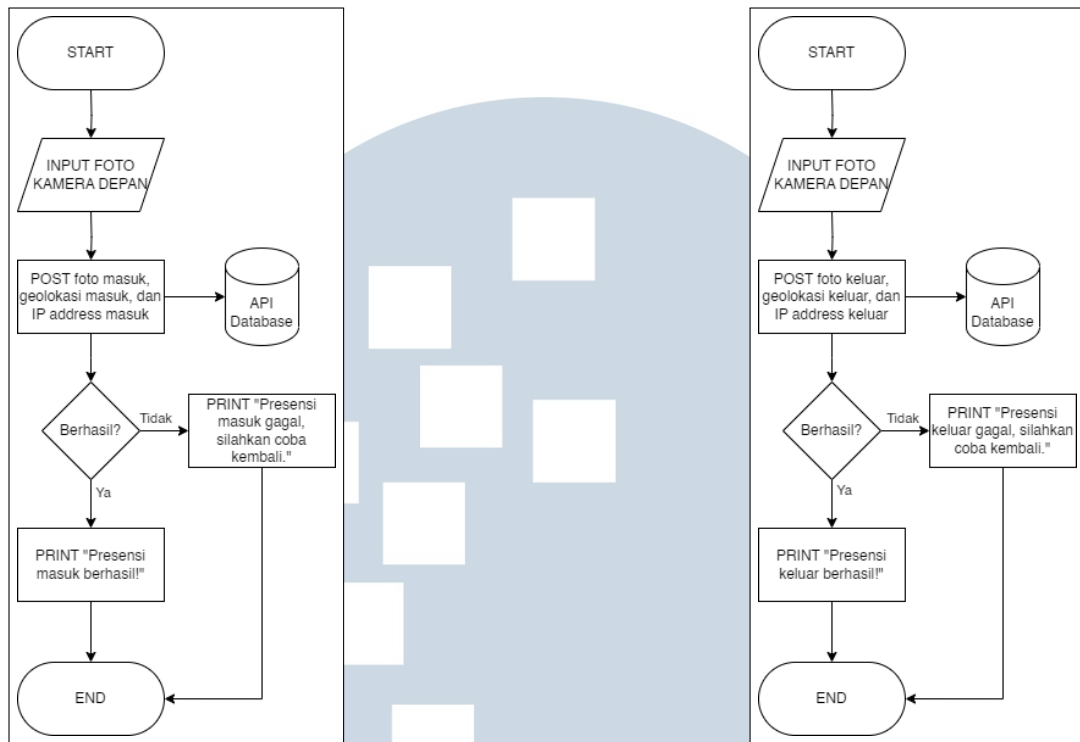 START
INPUT FOTO
KAMERA DEPAN
POST foto masuk,
geolokasi masuk, dan
IP address masuk
API
Database
Berhasil?
Tidak
PRINT "Presensi
masuk gagal,
silahkan coba
kembali."
Ya
PRINT "Presensi
masuk berhasil!"
END
START
INPUT FOTO
KAMERA DEPAN
POST foto keluar,
geolokasi keluar, dan
IP address keluar
API
Database
Berhasil?
Tidak
PRINT "Presensi
keluar gagal, silahkan
coba kembali."
Ya
PRINT "Presensi
keluar berhasil!"
END